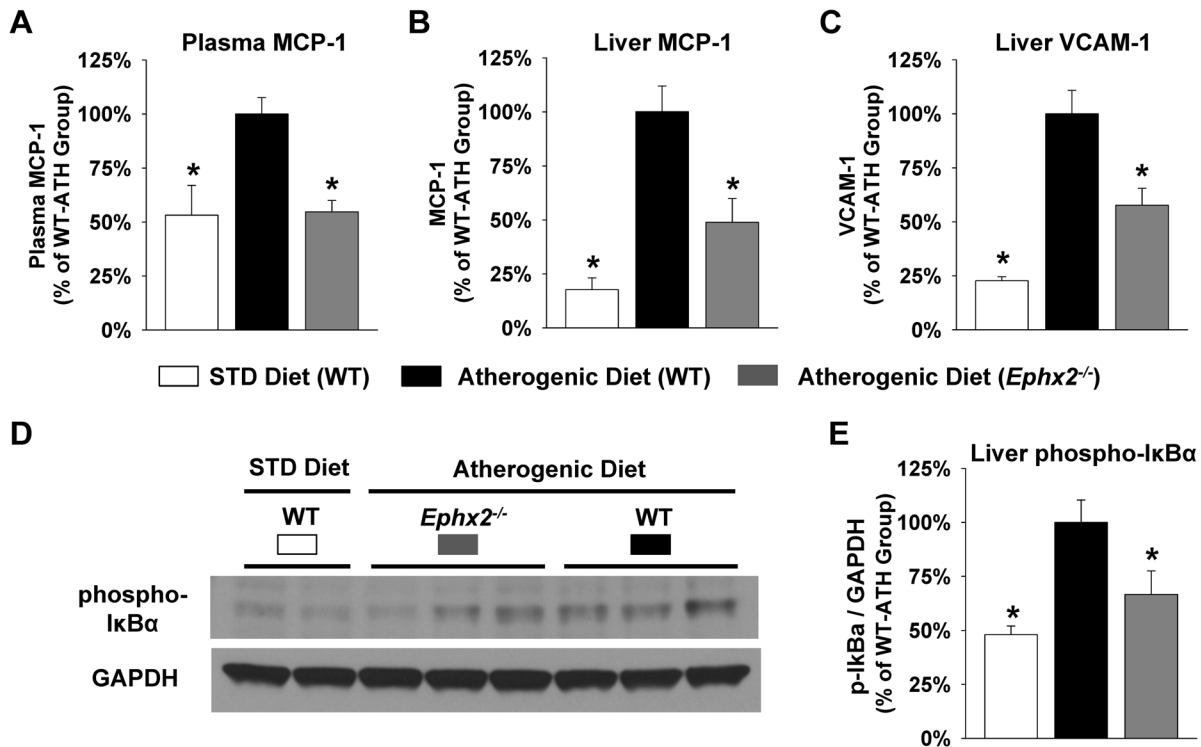 A
Plasma MCP-1
Plasma MCP-1
(% of WT-ATH Group)
125%
100%
75%
50%
25%
0%
*
*
B
Liver MCP-1
MCP-1
(% of WT-ATH Group)
125%
100%
75%
50%
25%
0%
*
*
C
Liver VCAM-1
VCAM-1
(% of WT-ATH Group)
125%
100%
75%
50%
25%
0%
*
*
STD Diet (WT)
Atherogenic Diet (WT)
Atherogenic Diet (Ephx2-/-)
D
STD Diet
Atherogenic Diet
WT
Ephx2-/-
WT
phospho-
IκBα
GAPDH
E
Liver phospho-IκBα
p-IkBa / GAPDH
(% of WT-ATH Group)
125%
100%
75%
50%
25%
0%
*
*